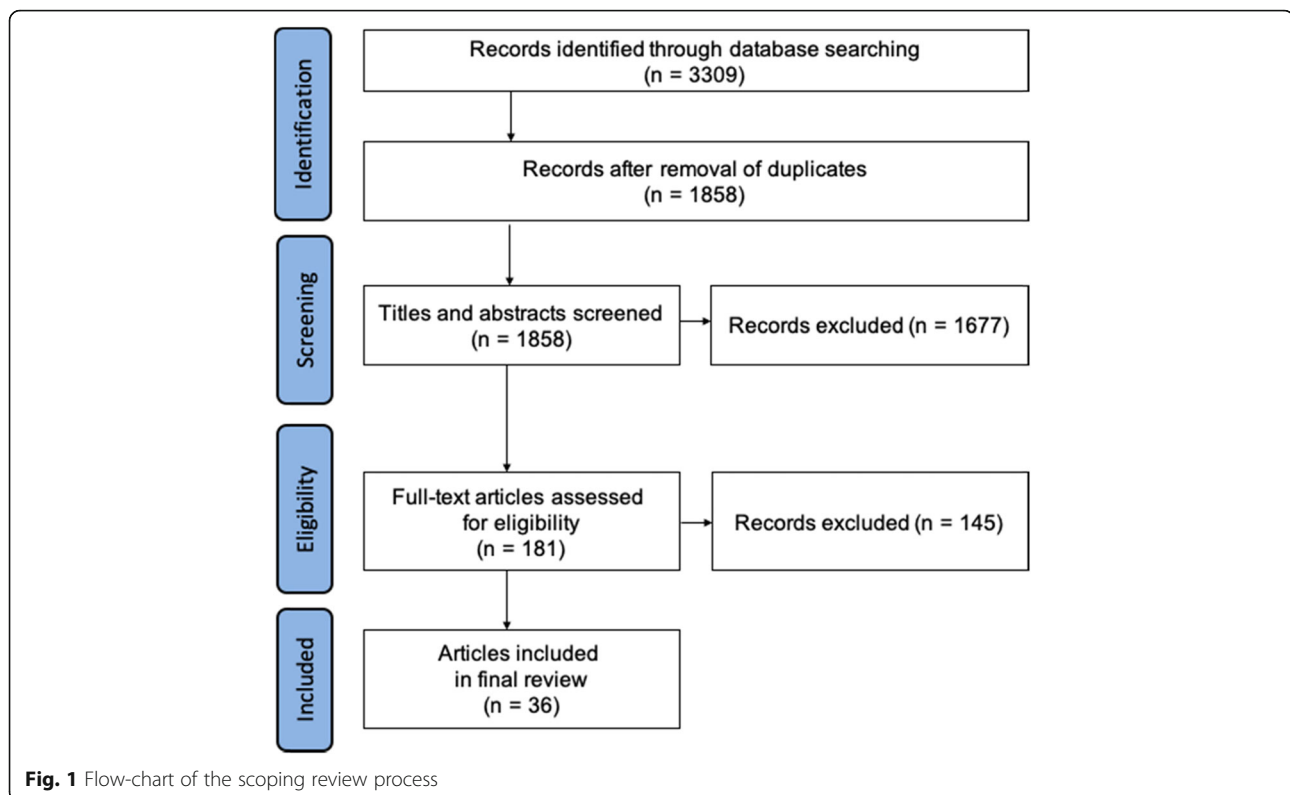 Identification
Records identified through database searching
(n = 3309)
Records after removal of duplicates
(n = 1858)
Screening
Titles and abstracts screened
(n = 1858)
Records excluded (n = 1677)
Eligibility
Full-text articles assessed
for eligibility
(n = 181)
Records excluded (n = 145)
Included
Articles included
in final review
(n = 36)
Fig. 1 Flow-chart of the scoping review process